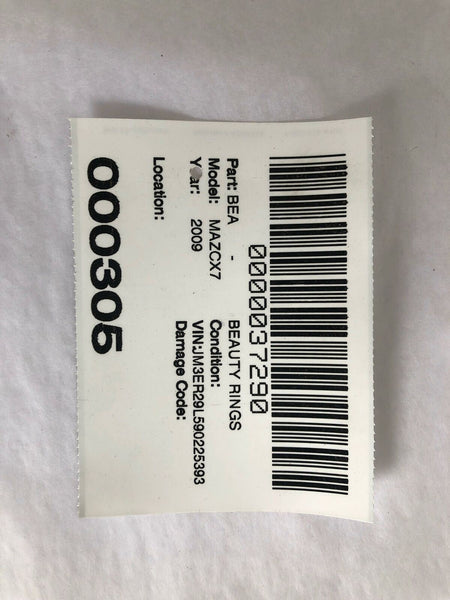 0000037290
Part: BEA - BEAUTY RINGS
Model: MAZCX7 Condition:
Year: 2009 VIN:JM3ER29L590225393
Damage Code:
Location:
000305